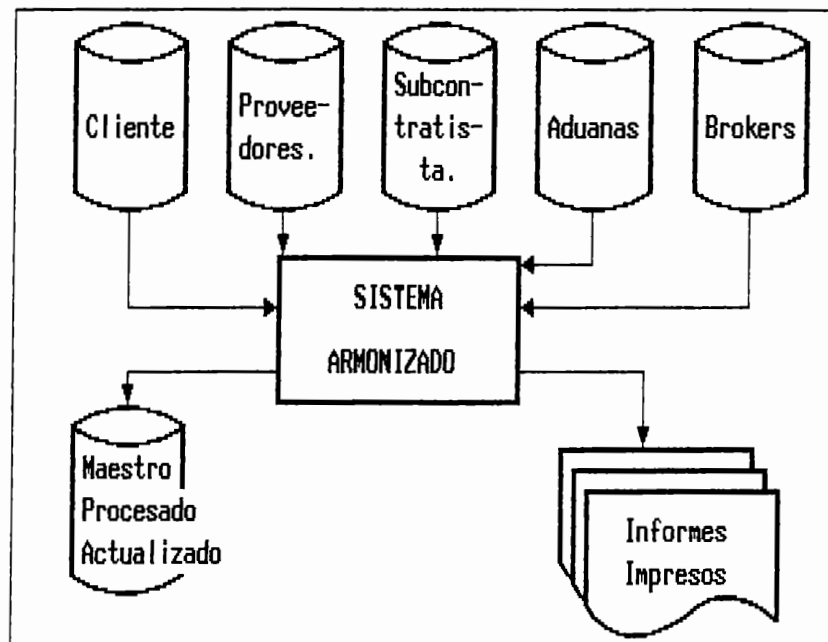 Cliente
Provee-
dores.
Subcon-
tratis-
ta.
Aduanas
Brokers
SISTEMA
ARMONIZADO
Maestro
Procesado
Actualizado
Informes
Impresos